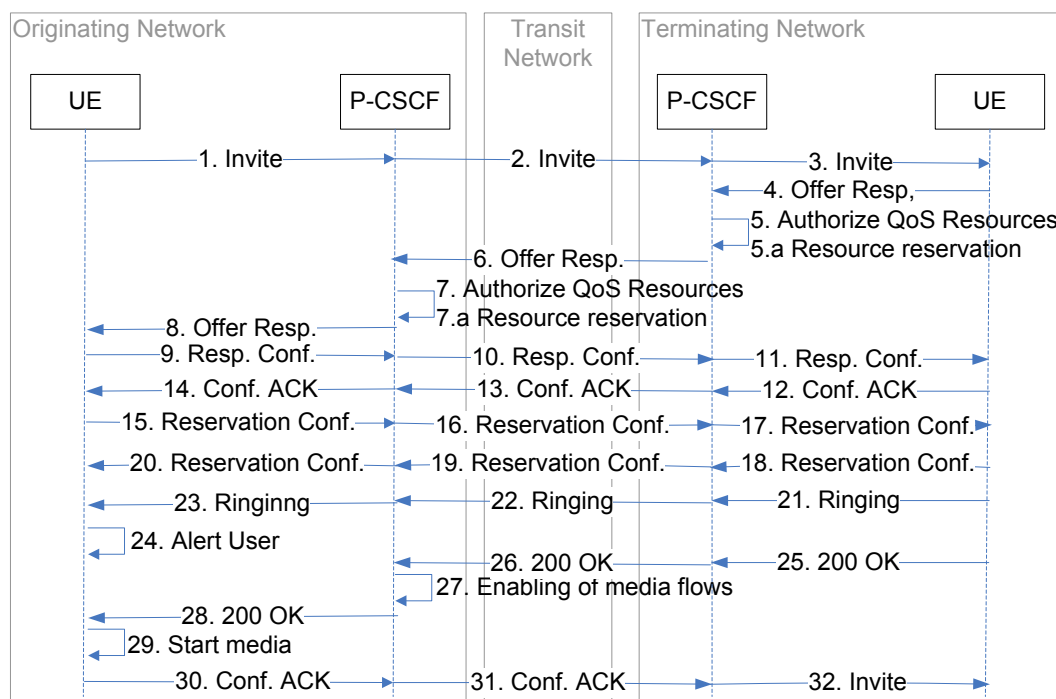 Originating Network
Transit
Network
Terminating Network
UE
P-CSCF
P-CSCF
UE
1. Invite
2. Invite
3. Invite
4. Offer Resp,
5. Authorize QoS Resources
5.a Resource reservation
6. Offer Resp.
7. Authorize QoS Resources
7.a Resource reservation
8. Offer Resp.
9. Resp. Conf.
10. Resp. Conf.
11. Resp. Conf.
14. Conf. ACK
13. Conf. ACK
12. Conf. ACK
15. Reservation Conf.
16. Reservation Conf.
17. Reservation Conf.
20. Reservation Conf.
19. Reservation Conf.
18. Reservation Conf.
23. Ringinng
22. Ringing
21. Ringing
24. Alert User
26. 200 OK
25. 200 OK
27. Enabling of media flows
28. 200 OK
29. Start media
30. Conf. ACK
31. Conf. ACK
32. Invite